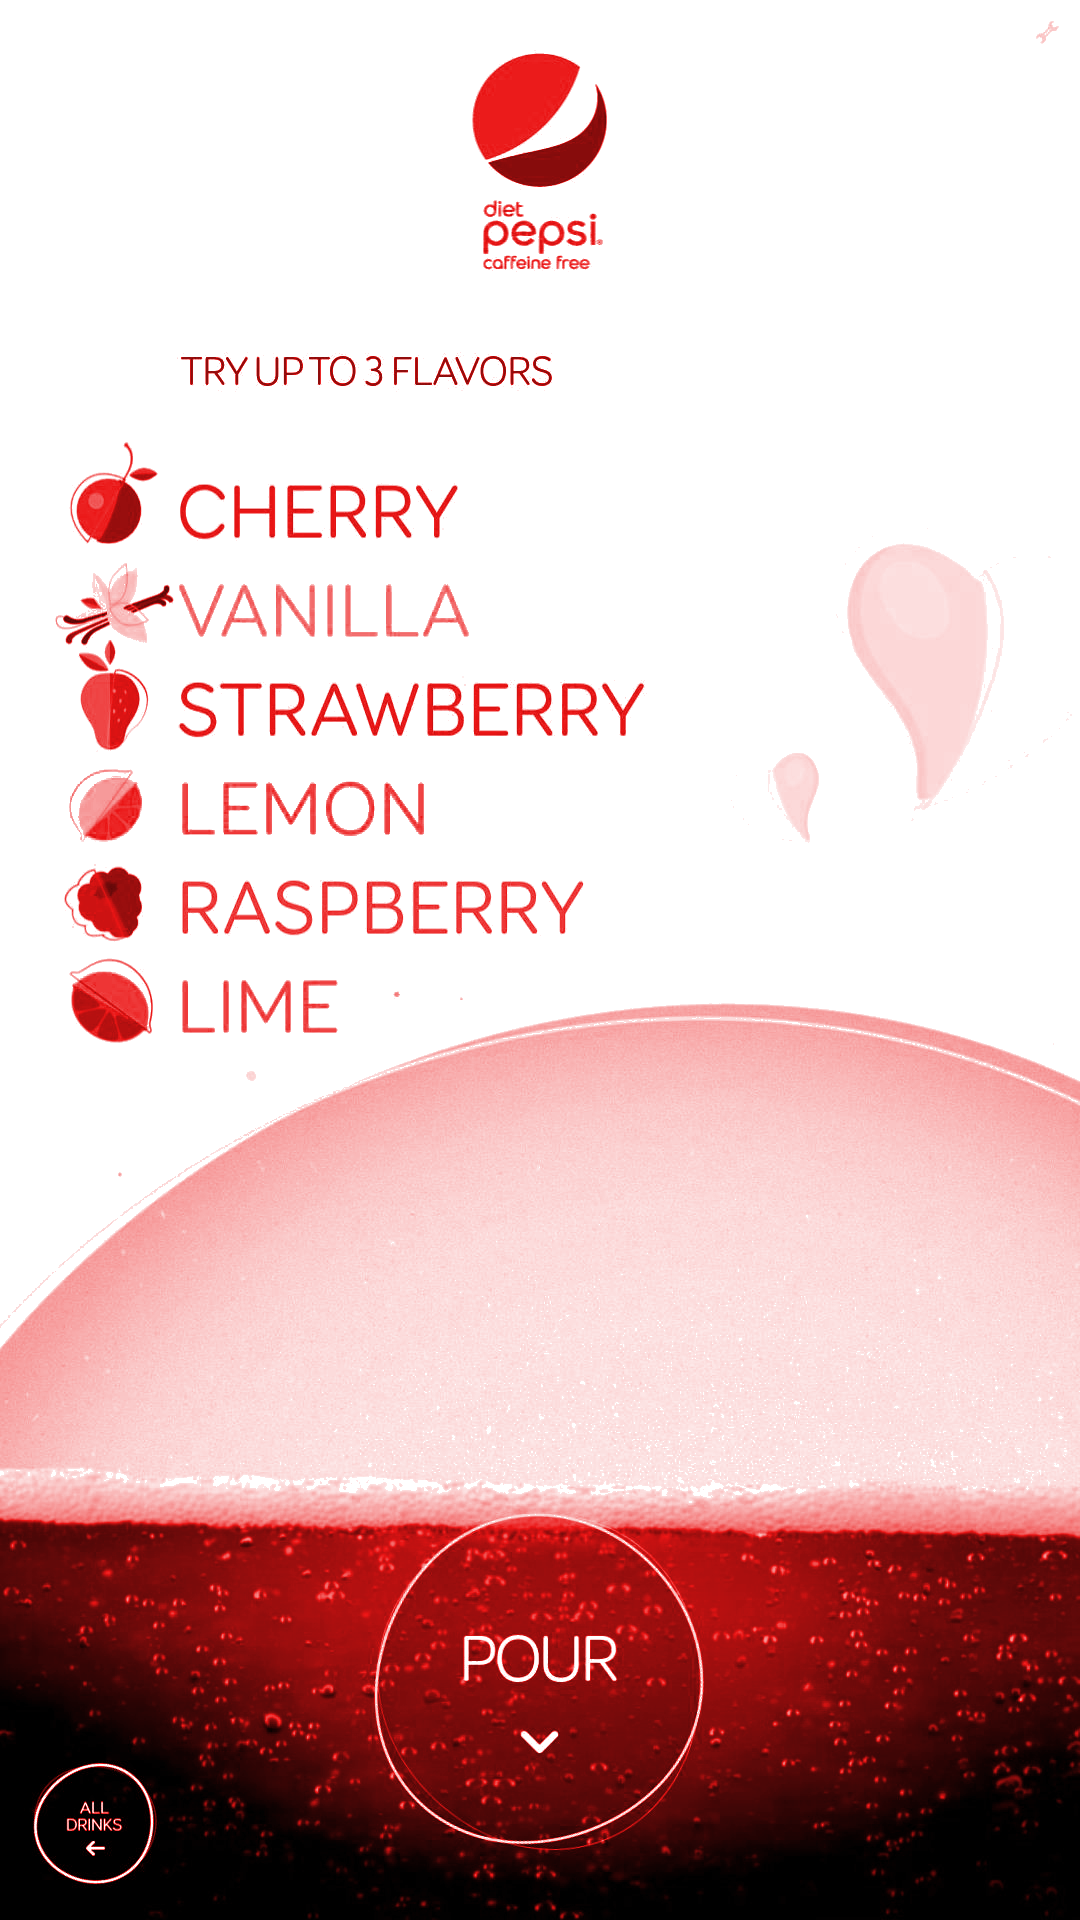 diet
pepsi®
caffeine free
TRY UP TO 3 FLAVORS
CHERRY
VANILLA
STRAWBERRY
LEMON
RASPBERRY
LIME
POUR
ALL
DRINKS